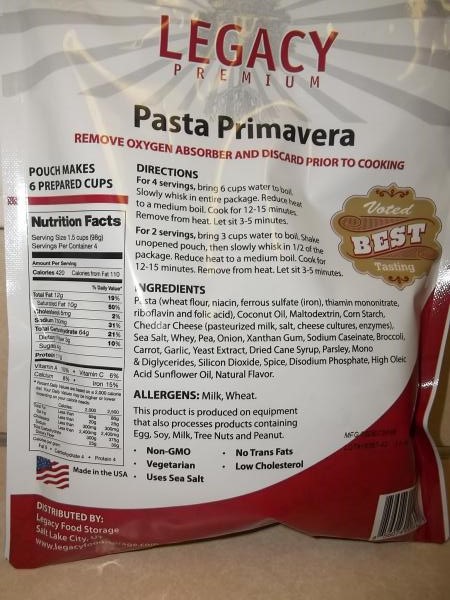 LEGACY
PREMIUM
Pasta Primavera
REMOVE OXYGEN ABSORBER AND DISCARD PRIOR TO COOKING
POUCH MAKES
6 PREPARED CUPS
DIRECTIONS
For 4 servings, bring 6 cups water to boil.
Slowly whisk in entire package. Reduce heat
to a medium boil. Cook for 12-15 minutes.
Remove from heat. Let sit 3-5 minutes.
For 2 servings, bring 3 cups water to boil. Shake
unopened pouch, then slowly whisk in 1/2 of the
package. Reduce heat to a medium boil. Cook for
12-15 minutes. Remove from heat. Let sit 3-5 minutes.
Voted
BEST
Tasting
Nutrition Facts
Serving Size 1.5 cups (98g)
Servings Per Container 4
Amount Per Serving
Calories 420 Calories from Fat 110
% Daily Value*
Total Fat 12g 19%
Saturated Fat 10g 50%
Cholesterol 5mg 2%
Sodium 31%
Total Carbohydrate 64g 21%
Dietary Fiber 10%
Sugars
Protein
Vitamin A • Vitamin C 6%
Calcium 8% • Iron 15%
INGREDIENTS
Pasta (wheat flour, niacin, ferrous sulfate (iron), thiamin mononitrate,
riboflavin and folic acid), Coconut Oil, Maltodextrin, Corn Starch,
Cheddar Cheese (pasteurized milk, salt, cheese cultures, enzymes),
Sea Salt, Whey, Pea, Onion, Xanthan Gum, Sodium Caseinate, Broccoli,
Carrot, Garlic, Yeast Extract, Dried Cane Syrup, Parsley, Mono
& Diglycerides, Silicon Dioxide, Spice, Disodium Phosphate, High Oleic
Acid Sunflower Oil, Natural Flavor.
ALLERGENS: Milk, Wheat.
This product is produced on equipment
that also processes products containing
Egg, Soy, Milk, Tree Nuts and Peanut.
• Non-GMO
• Vegetarian
• Uses Sea Salt
• No Trans Fats
• Low Cholesterol
Made in the USA
DISTRIBUTED BY:
Legacy Food Storage
Salt Lake City, UT